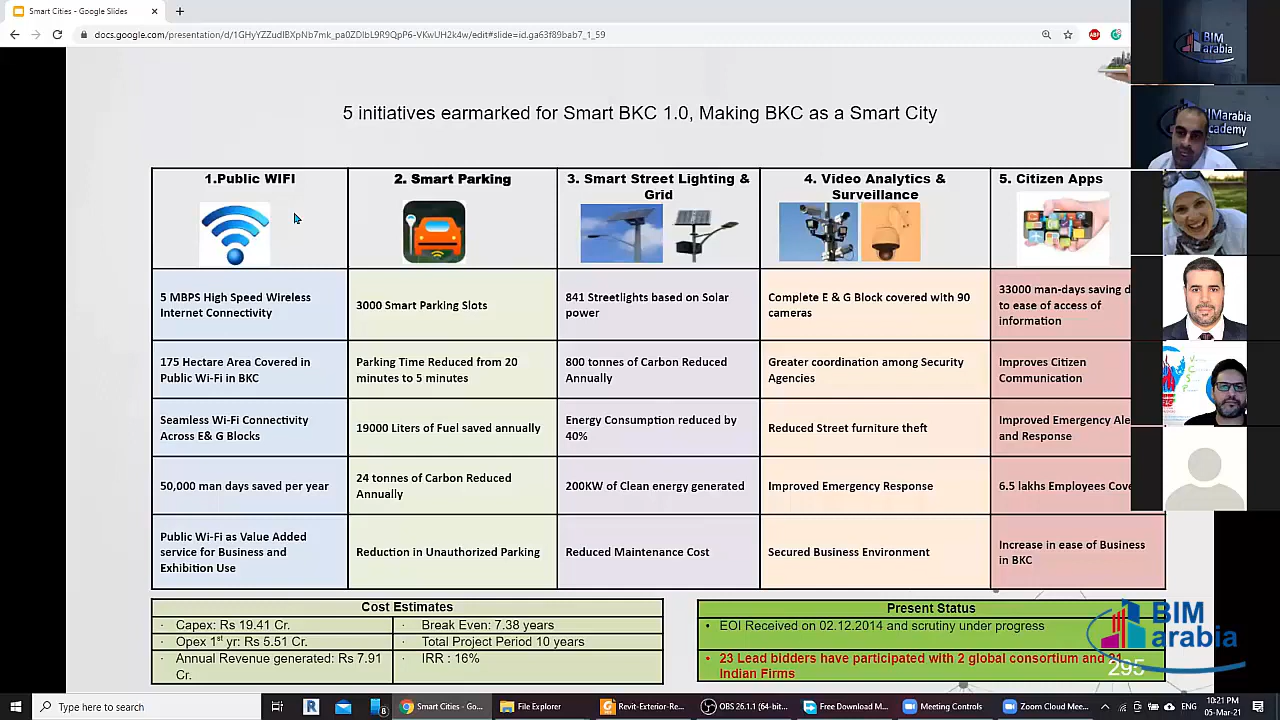 Smart Cities - Google Slides
docs.google.com/presentation/d/1GHyYZZudIBXpNb7mk_pa0ZDIbL9R9QpP6-VKwUH2k4w/edit#slide=id.ga63f89bab7_1_59
5 initiatives earmarked for Smart BKC 1.0, Making BKC as a Smart City
1.Public WIFI
2. Smart Parking
3. Smart Street Lighting &
Grid
4. Video Analytics &
Surveillance
5. Citizen Apps
5 MBPS High Speed Wireless
Internet Connectivity
3000 Smart Parking Slots
841 Streetlights based on Solar
power
Complete E & G Block covered with 90
cameras
33000 man-days saving
to ease of access of
information
175 Hectare Area Covered in
Public Wi-Fi in BKC
Parking Time Reduced from 20
minutes to 5 minutes
800 tonnes of Carbon Reduced
Annually
Greater coordination among Security
Agencies
Improves Citizen
Communication
Seamless Wi-Fi Connectivity
Across E& G Blocks
19000 Liters of Fuel saved annually
Energy Consumption reduced by
40%
Reduced Street furniture theft
Improved Emergency Ale
and Response
50,000 man days saved per year
24 tonnes of Carbon Reduced
Annually
200KW of Clean energy generated
Improved Emergency Response
6.5 lakhs Employees Cove
Public Wi-Fi as Value Added
service for Business and
Exhibition Use
Reduction in Unauthorized Parking
Reduced Maintenance Cost
Secured Business Environment
Increase in ease of Business
in BKC
Cost Estimates
· Capex: Rs 19.41 Cr.
· Break Even: 7.38 years
· Opex 1st yr: Rs 5.51 Cr.
· Total Project Period 10 years
· Annual Revenue generated: Rs 7.91
Cr.
· IRR : 16%
Present Status
• EOI Received on 02.12.2014 and scrutiny under progress
• 23 Lead bidders have participated with 2 global consortium and 21
Indian Firms
295
BIM
arabia
BIM
arabia
BIMarabia
Academy
Type here to search
Smart Cities - Go...
File Explorer
Revit-Exterior-Re...
OBS 26.1.1 (64-bit...
Free Download M...
Meeting Controls
Zoom Cloud Meet...
10:21 PM
05-Mar-21